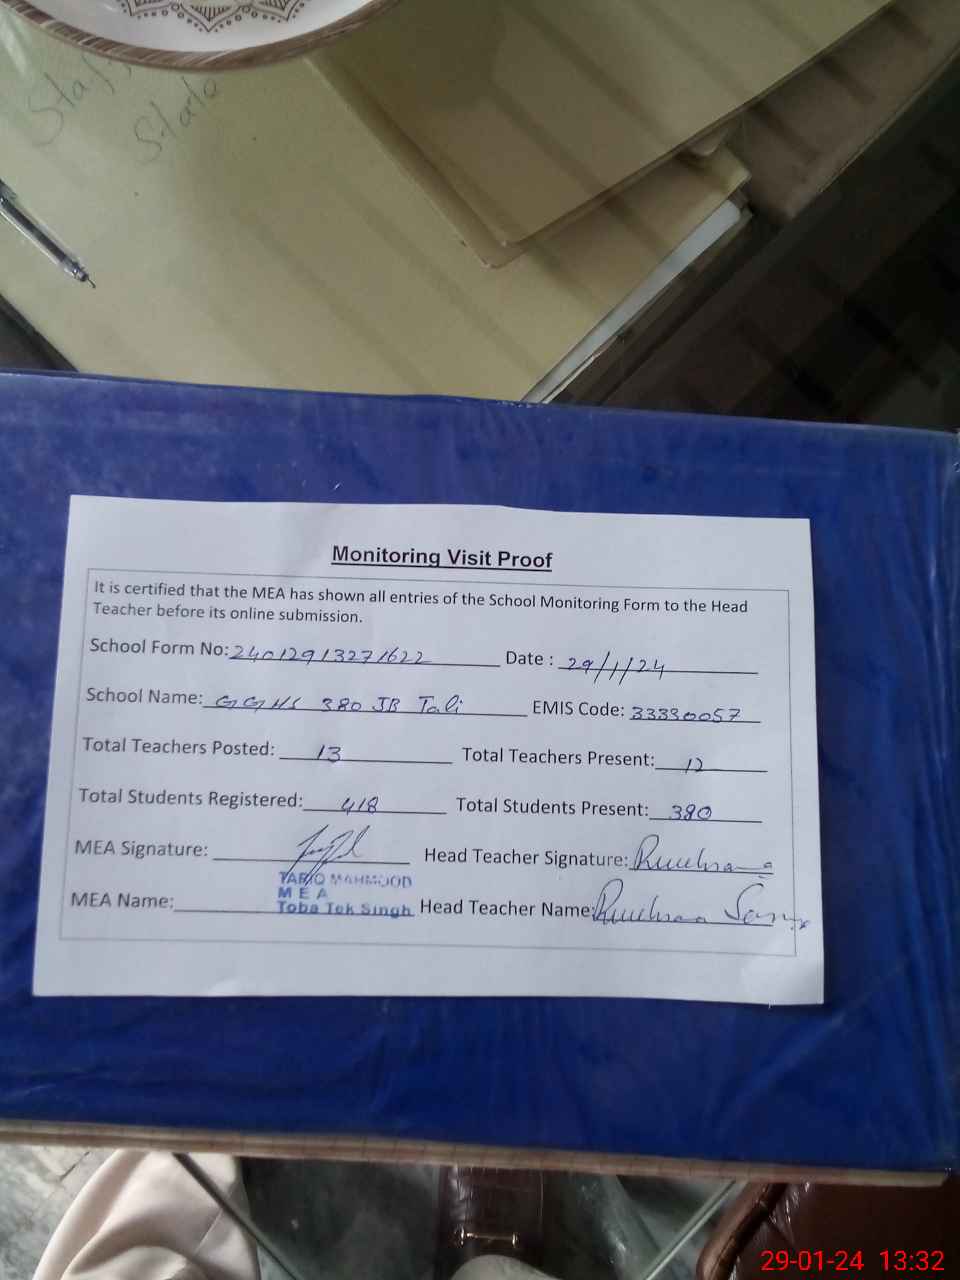 Monitoring Visit Proof
It is certified that the MEA has shown all entries of the School Monitoring Form to the Head
Teacher before its online submission.
School Form No: 24012913271622 Date : 29/1/24
School Name: GGHS 380 JB Tali EMIS Code: 33330057
Total Teachers Posted: 13 Total Teachers Present: 12
Total Students Registered: 418 Total Students Present: 380
MEA Signature: Head Teacher Signature:
TARIQ MAHMOOD
M E A
MEA Name: Toba Tek Singh Head Teacher Name:
29-01-24 13:32